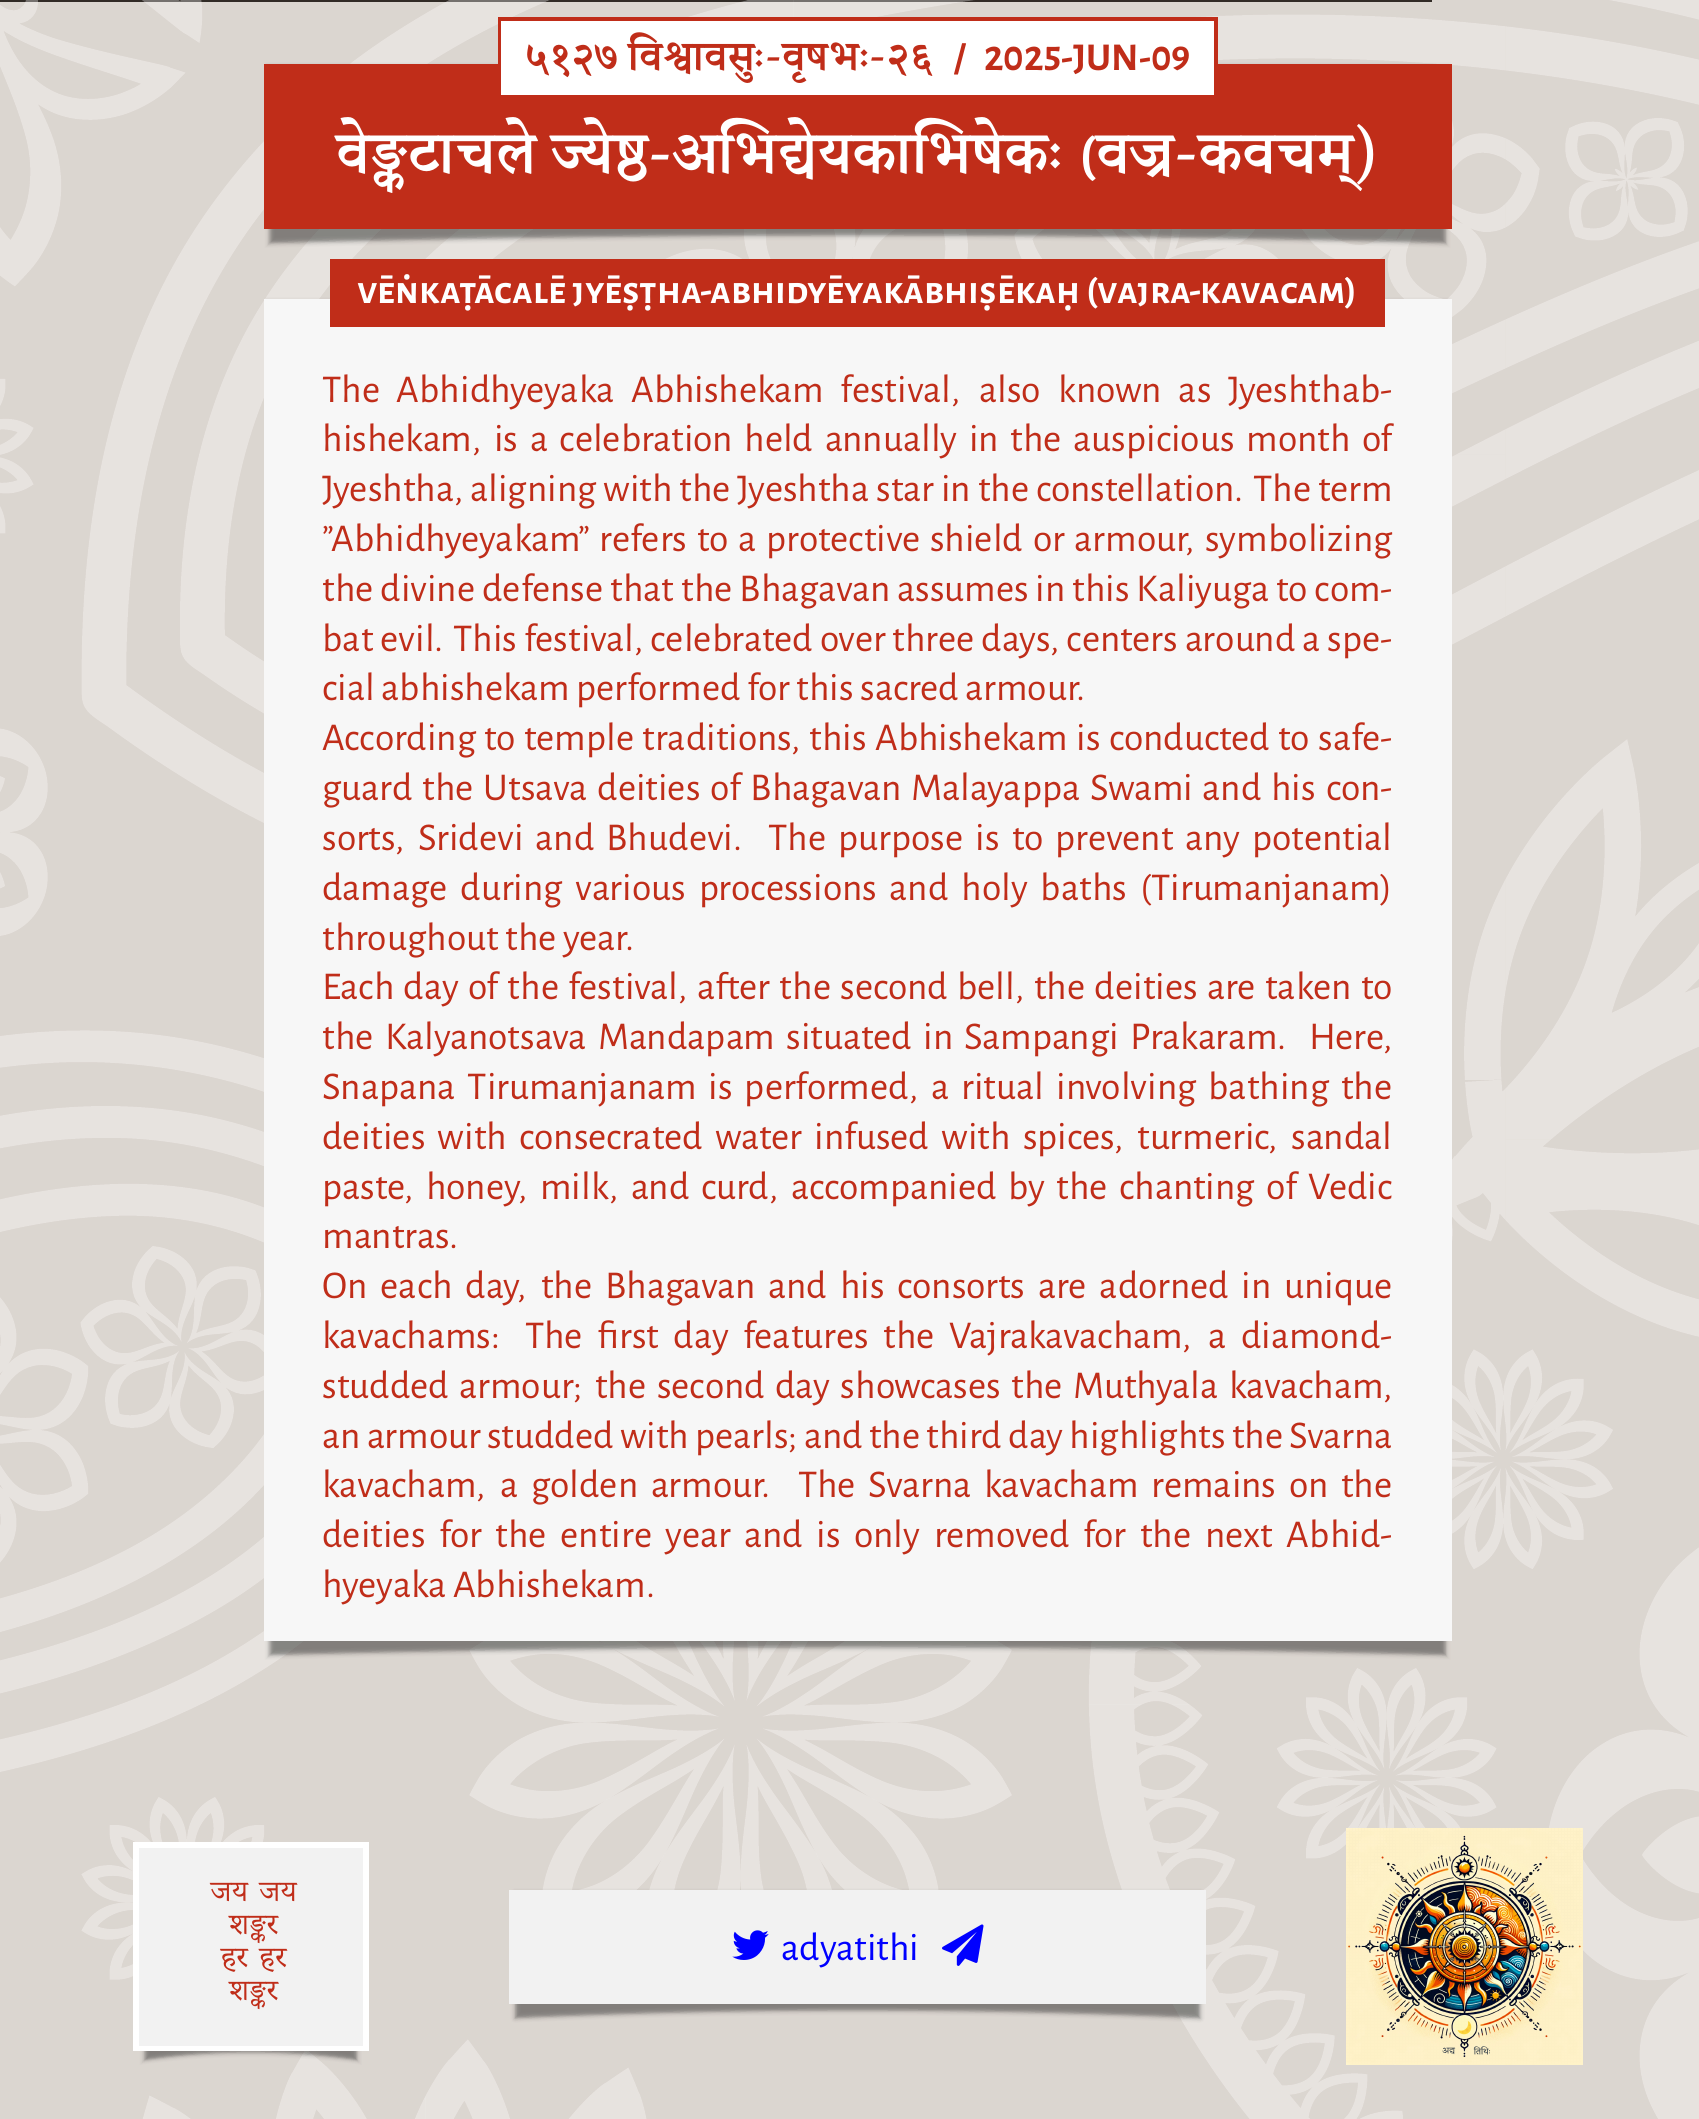 ५१२७ विश्वावसुः-वृषभः-२६ / 2025-JUN-09
वेङ्कटाचले ज्येष्ठ-अभिद्येयकाभिषेकः (वज्र-कवचम्)
VĒṄKAṬĀCALĒ JYĒṢṬHA-ABHIDYĒYAKĀBHIṢĒKAḤ (VAJRA-KAVACAM)
The Abhidhyeyaka Abhishekam festival, also known as Jyeshthab-
hishekam, is a celebration held annually in the auspicious month of
Jyeshtha, aligning with the Jyeshtha star in the constellation. The term
”Abhidhyeyakam” refers to a protective shield or armour, symbolizing
the divine defense that the Bhagavan assumes in this Kaliyuga to com-
bat evil. This festival, celebrated over three days, centers around a spe-
cial abhishekam performed for this sacred armour.
According to temple traditions, this Abhishekam is conducted to safe-
guard the Utsava deities of Bhagavan Malayappa Swami and his con-
sorts, Sridevi and Bhudevi. The purpose is to prevent any potential
damage during various processions and holy baths (Tirumanjanam)
throughout the year.
Each day of the festival, after the second bell, the deities are taken to
the Kalyanotsava Mandapam situated in Sampangi Prakaram. Here,
Snapana Tirumanjanam is performed, a ritual involving bathing the
deities with consecrated water infused with spices, turmeric, sandal
paste, honey, milk, and curd, accompanied by the chanting of Vedic
mantras.
On each day, the Bhagavan and his consorts are adorned in unique
kavachams: The first day features the Vajrakavacham, a diamond-
studded armour; the second day showcases the Muthyala kavacham,
an armour studded with pearls; and the third day highlights the Svarna
kavacham, a golden armour. The Svarna kavacham remains on the
deities for the entire year and is only removed for the next Abhid-
hyeyaka Abhishekam.
जय जय
शङ्कर
हर हर
शङ्कर
adyatithi
अद्य तिथिः